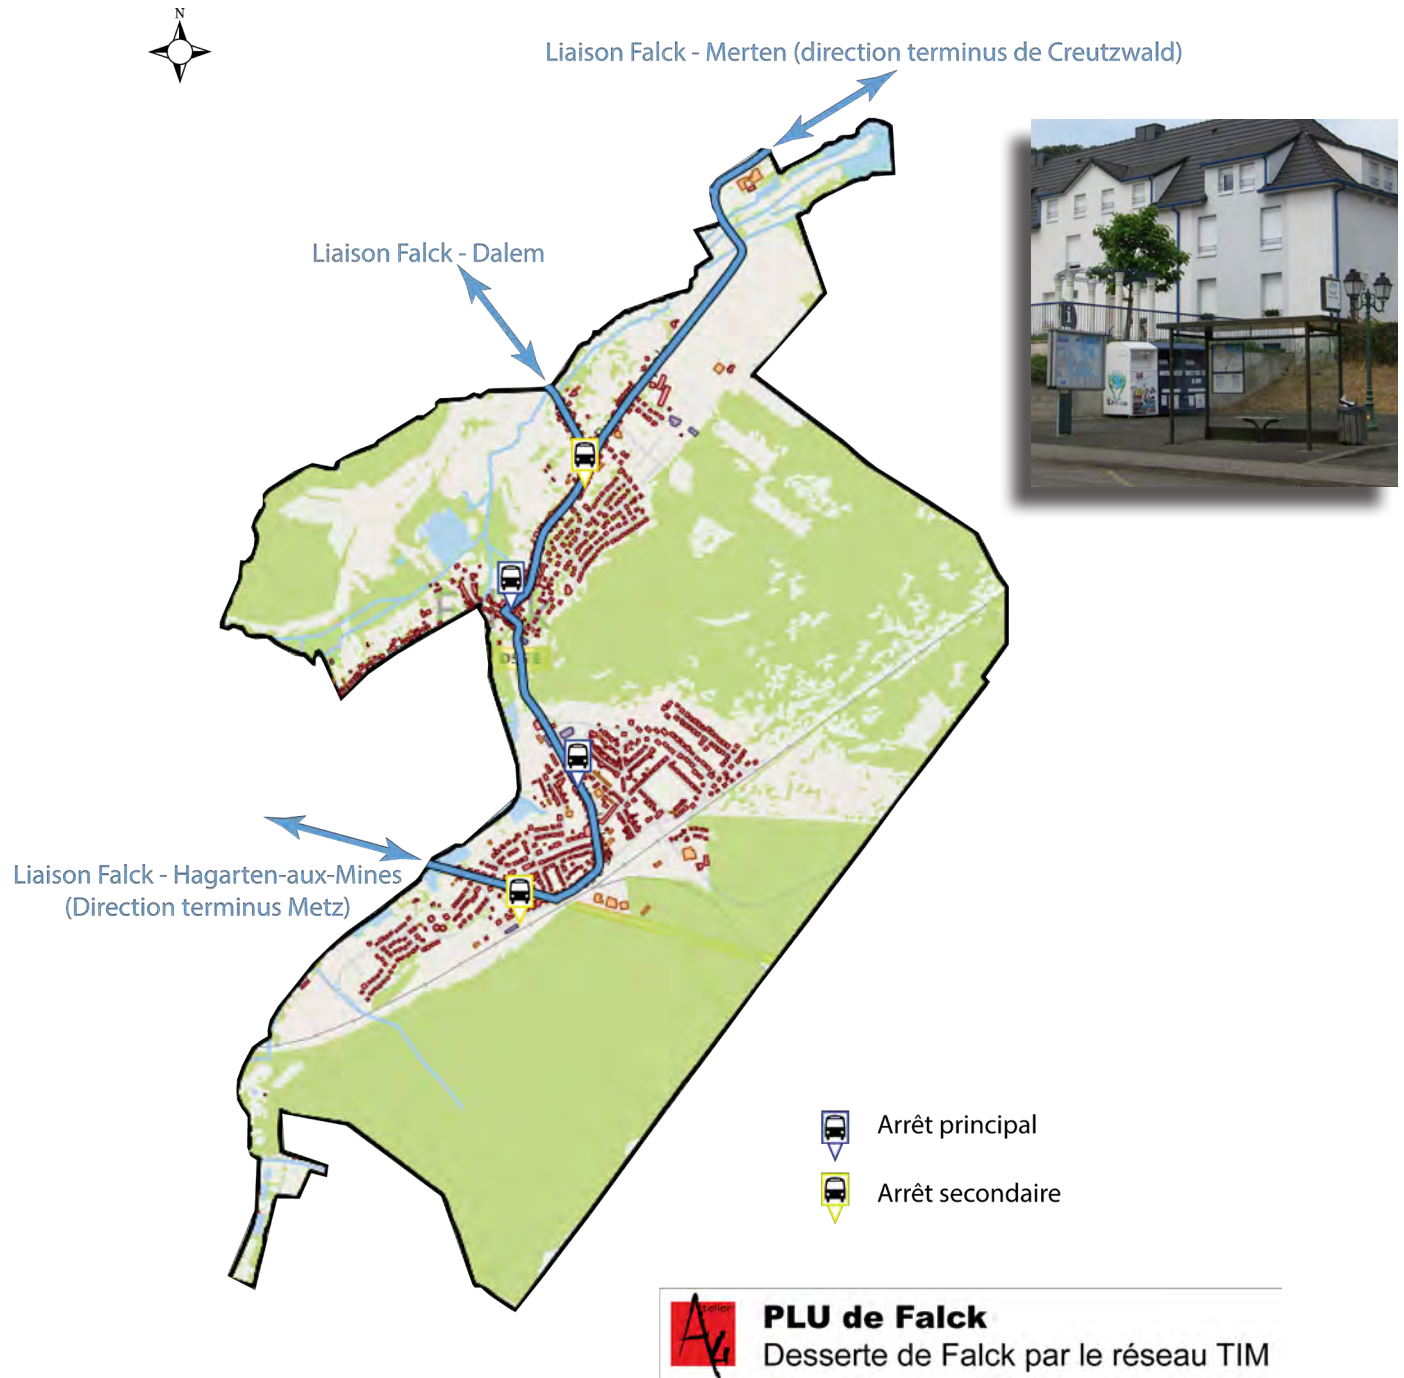 N
Liaison Falck - Merten (direction terminus de Creutzwald)
Liaison Falck - Dalem
i
Liaison Falck - Hagarten-aux-Mines
(Direction terminus Metz)
Arrêt principal
Arrêt secondaire
Atelier
PLU de Falck
Desserte de Falck par le réseau TIM